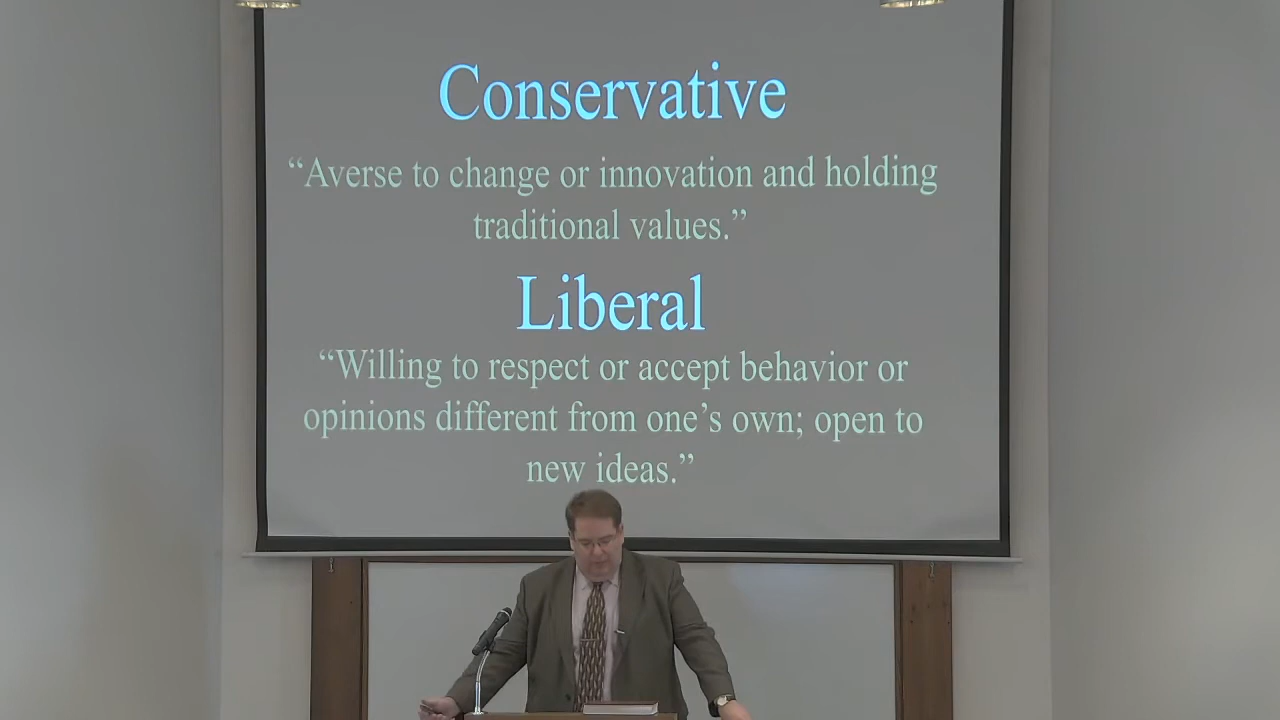 Conservative
“Averse to change or innovation and holding
traditional values.”
Liberal
“Willing to respect or accept behavior or
opinions different from one’s own; open to
new ideas.”